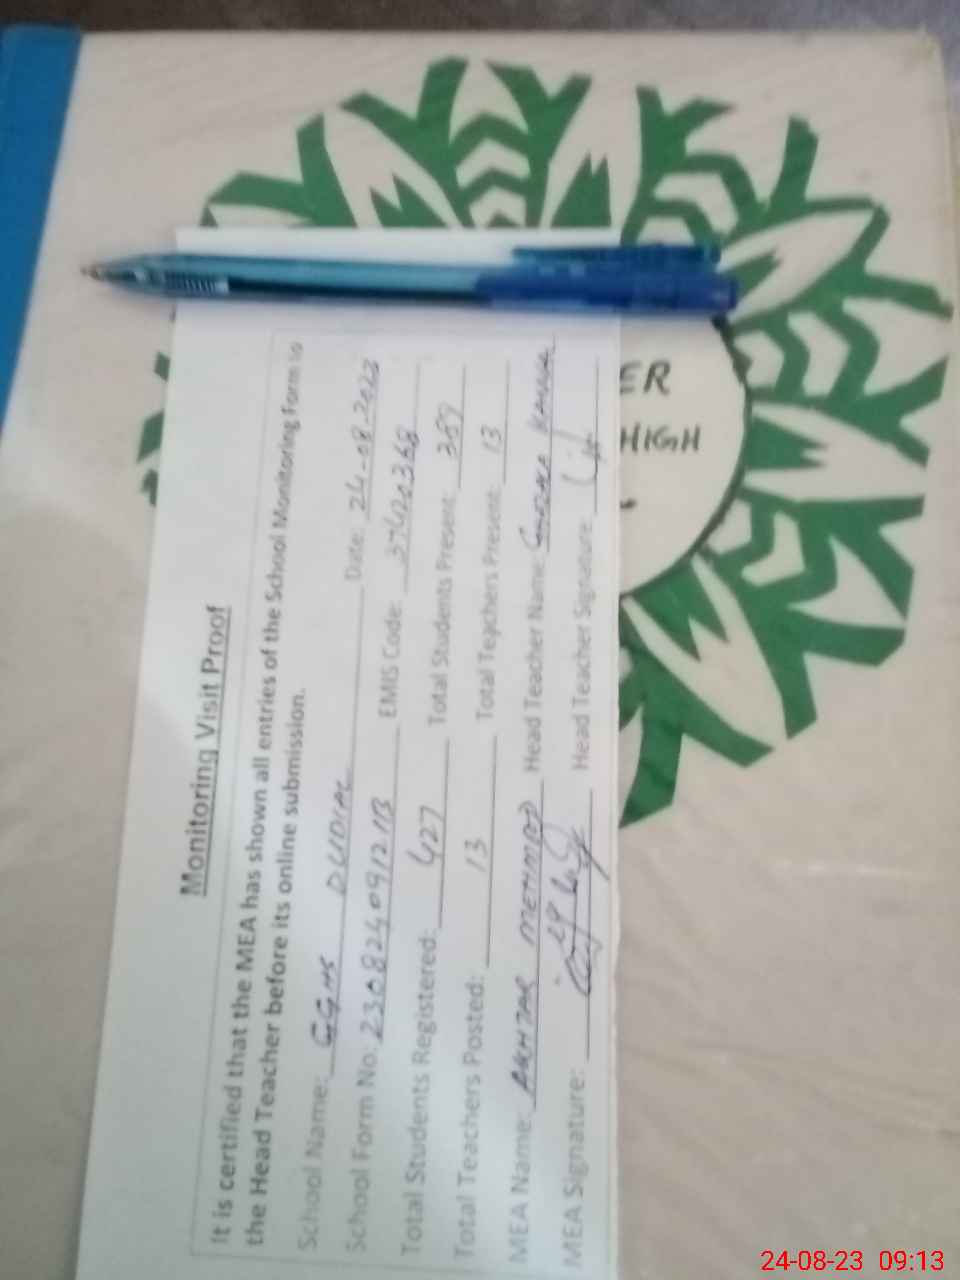 Monitoring Visit Proof
It is certified that the MEA has shown all entries of the School Monitoring Form to
the Head Teacher before its online submission.
School Name: GGHS DUDIAL Date: 24-08-2023
School Form No: EMIS Code: 37420368
Total Students Registered: 427 Total Students Present: 389
Total Teachers Posted: 13 Total Teachers Present: 13
MEA Name: AKHTAR MEHMOOD Head Teacher Name:
MEA Signature: Head Teacher Signature:
ER
HIGH
24-08-23 09:13